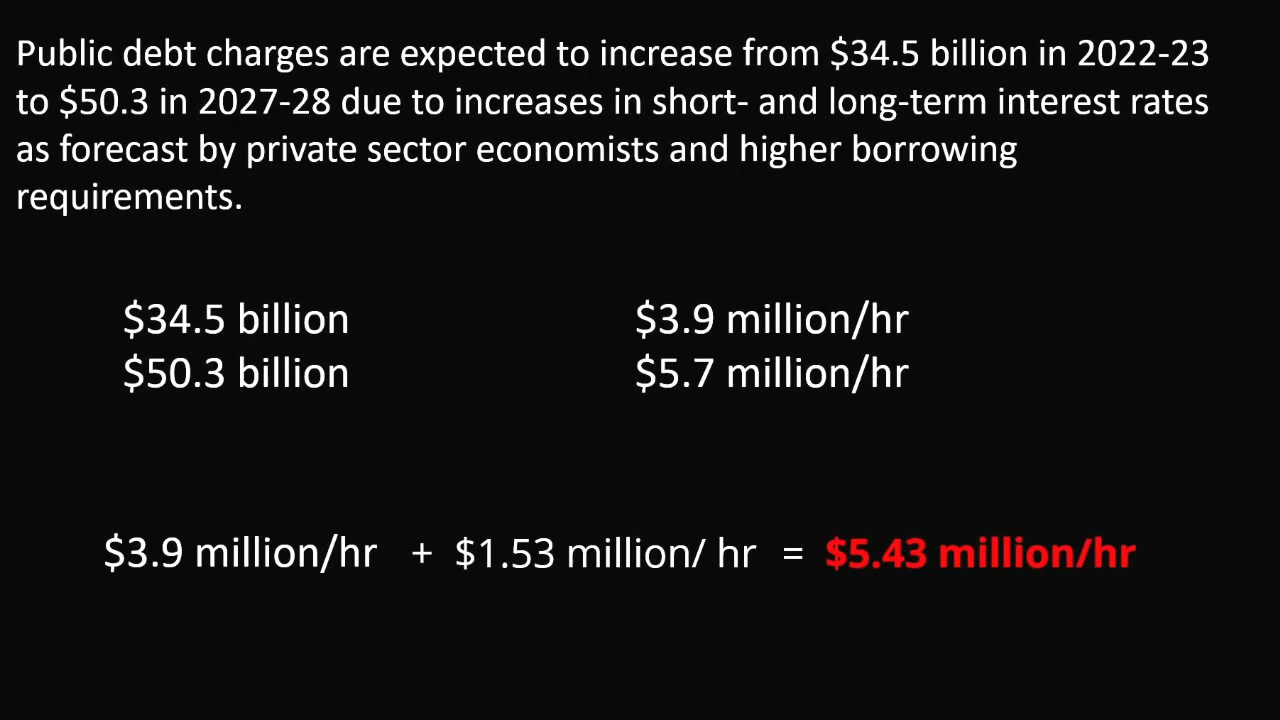 Public debt charges are expected to increase from $34.5 billion in 2022-23
to $50.3 in 2027-28 due to increases in short- and long-term interest rates
as forecast by private sector economists and higher borrowing
requirements.
$34.5 billion $3.9 million/hr
$50.3 billion $5.7 million/hr
$3.9 million/hr + $1.53 million/ hr = $5.43 million/hr